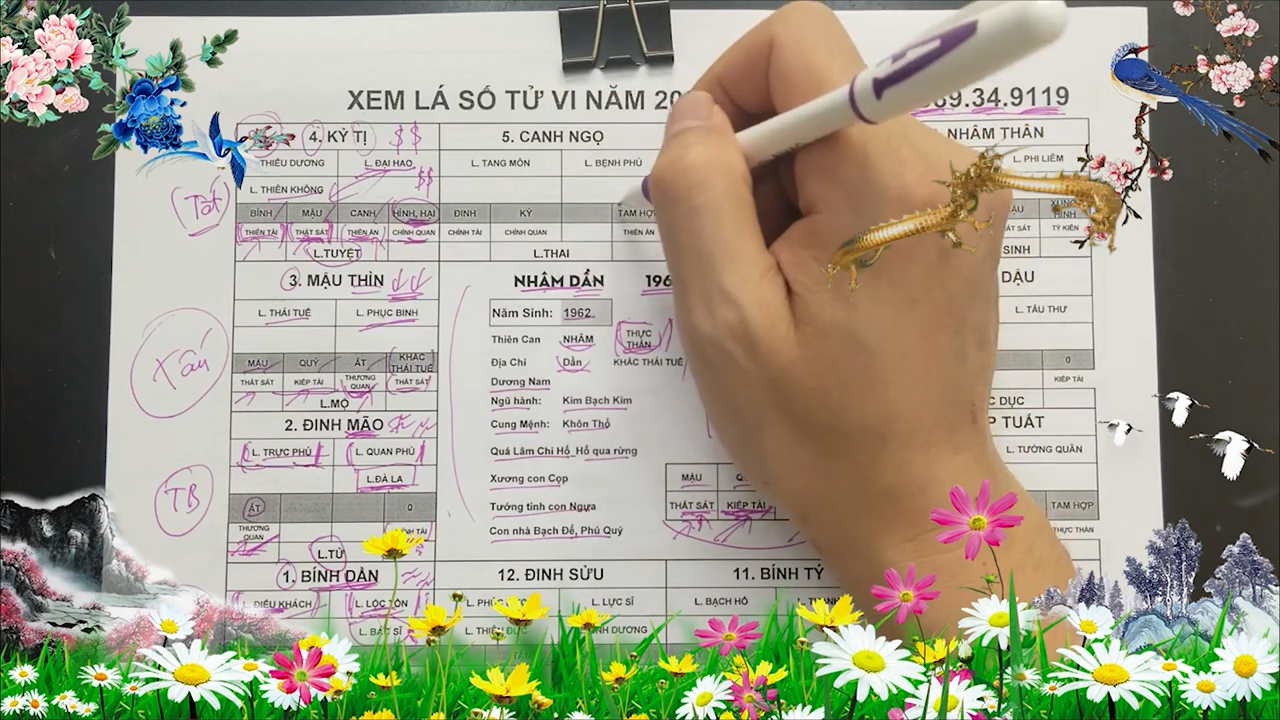 XEM LÁ SỐ TỬ VI NĂM 20 69.34.9119
4. KỶ TỊ $ $
5. CANH NGỌ
NHÂM THÂN
THIẾU DƯƠNG
L. ĐẠI HAO
L. TANG MÔN
L. BỆNH PHÙ
L. PHI LIÊM
L. THIÊN KHÔNG
$$
Tốt
BÍNH MẬU CANH HÌNH, HẠI
ĐINH KỶ TAM HỢP
XUNG HÌNH
THIÊN TÀI THẤT SÁT THIÊN ẤN CHÍNH QUAN
CHÍNH TÀI CHÍNH QUAN THIÊN ẤN
TỶ KIÊN
L.TUYỆT
L.THAI
SINH
3. MẬU THÌN
DẬU
L. THÁI TUẾ
L. PHỤC BINH
L. TẤU THƯ
Xấu
MẬU QUÝ ẤT KHẮC THÁI TUẾ
0
THẤT SÁT KIẾP TÀI THƯƠNG QUAN THẤT SÁT
KIẾP TÀI
L.MỘ
C DỤC
2. ĐINH MÃO
P TUẤT
L. TRỰC PHÙ
L. QUAN PHỦ
L. TƯỚNG QUÂN
L.ĐÀ LA
TB
ẤT 0
TAM HỢP
THƯƠNG QUAN
THỰC THẦN
L.TỬ
NHÂM DẦN 196
Năm Sinh: 1962
Thiên Can NHÂM THỰC THẦN
Địa Chi Dần KHẮC THÁI TUẾ
Dương Nam
Ngũ hành: Kim Bạch Kim
Cung Mệnh: Khôn Thổ
Quá Lâm Chi Hổ_Hổ qua rừng
Xương con Cọp
Tướng tinh con Ngựa
Con nhà Bạch Đế, Phú Quý
MẬU
THẤT SÁT KIẾP TÀI
1. BÍNH DẦN
12. ĐINH SỬU
11. BÍNH TÝ
L. ĐIẾU KHÁCH
L. LỘC TỒN
L. LỰC SĨ
L. BẠCH HỔ
L. BÁC SĨ